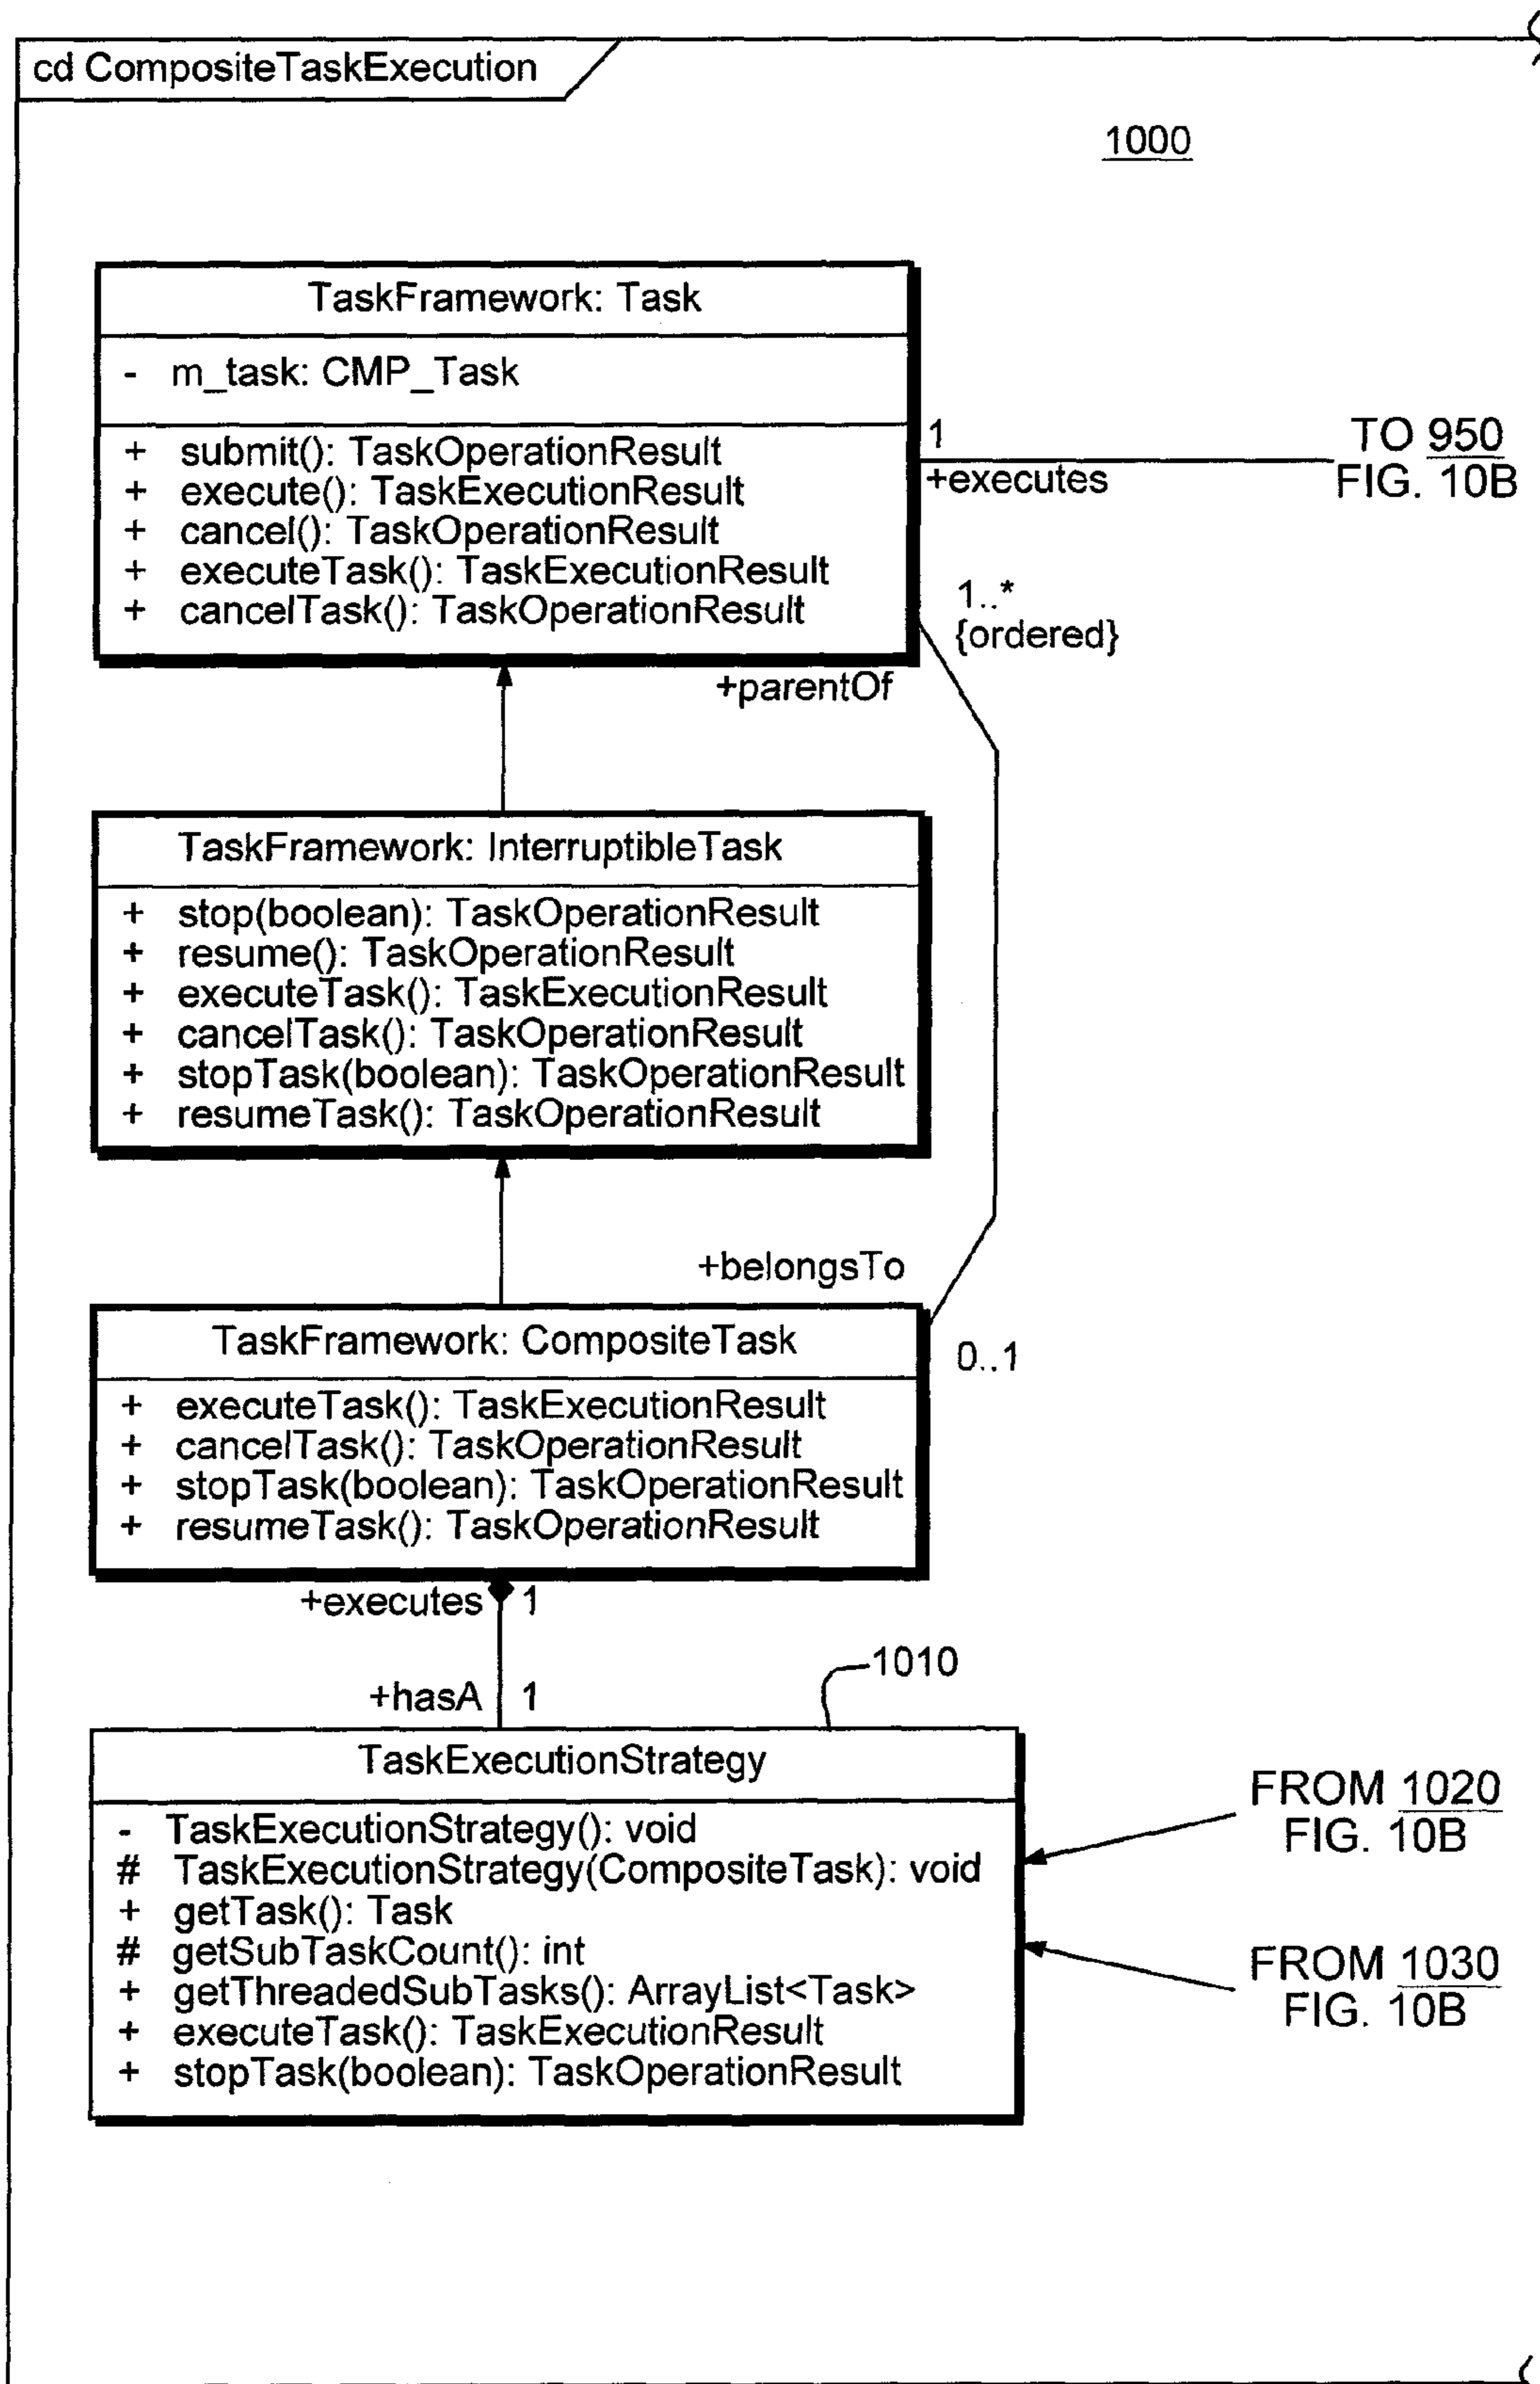 cd CompositeTaskExecution
1000
TaskFramework: Task
- m_task: CMP_Task
+ submit(): TaskOperationResult
+ execute(): TaskExecutionResult
+ cancel(): TaskOperationResult
+ executeTask(): TaskExecutionResult
+ cancelTask(): TaskOperationResult
1
+executes
TO 950
FIG. 10B
1..*
{ordered}
+parentOf
TaskFramework: InterruptibleTask
+ stop(boolean): TaskOperationResult
+ resume(): TaskOperationResult
+ executeTask(): TaskExecutionResult
+ cancelTask(): TaskOperationResult
+ stopTask(boolean): TaskOperationResult
+ resumeTask(): TaskOperationResult
+belongsTo
0..1
TaskFramework: CompositeTask
+ executeTask(): TaskExecutionResult
+ cancelTask(): TaskOperationResult
+ stopTask(boolean): TaskOperationResult
+ resumeTask(): TaskOperationResult
+executes 1
+hasA 1
1010
TaskExecutionStrategy
- TaskExecutionStrategy(): void
# TaskExecutionStrategy(CompositeTask): void
+ getTask(): Task
# getSubTaskCount(): int
+ getThreadedSubTasks(): ArrayList<Task>
+ executeTask(): TaskExecutionResult
+ stopTask(boolean): TaskOperationResult
FROM 1020
FIG. 10B
FROM 1030
FIG. 10B